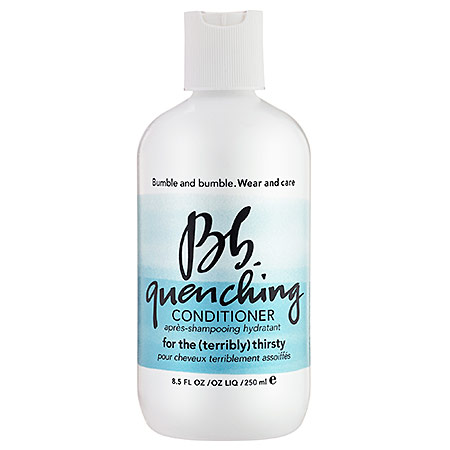 Bumble and bumble. Wear and care
Bb.
quenching
CONDITIONER
après-shampooing hydratant
for the (terribly) thirsty
pour cheveux terriblement assoiffés
8.5 FL OZ /OZ LIQ /250 ml ℮